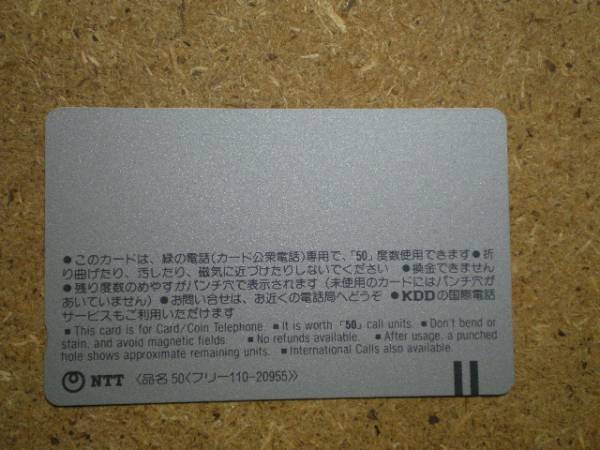 ●このカードは、緑の電話(カード公衆電話)専用で、「50」度数使用できます●折
り曲げたり、汚したり、磁気に近づけたりしないでください ●換金できません
●残り度数のめやすがパンチ穴で表示されます(未使用のカードにはパンチ穴が
あいていません)●お問い合せは、お近くの電話局へどうぞ ●KDDの国際電話
サービスもご利用いただけます
■ This card is for Card/Coin Telephone. ■ It is worth「50」call units. ■ Don't bend or
stain, and avoid magnetic fields ■ No refunds available. ■ After usage, a punched
hole shows approximate remaining units. ■ International Calls also available.
NTT 〈品名 50〈フリー110-20955〉〉